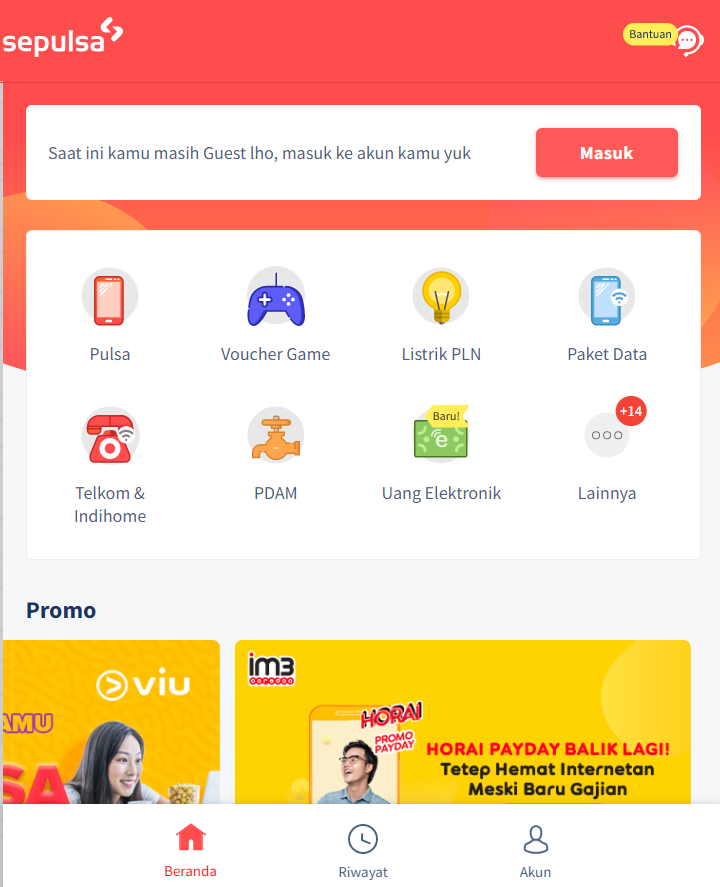 sepulsa
Bantuan
Saat ini kamu masih Guest lho, masuk ke akun kamu yuk
Masuk
Pulsa
Voucher Game
Listrik PLN
Paket Data
Baru!
+14
Telkom &
Indihome
PDAM
Uang Elektronik
Lainnya
Promo
viu
AMU
SA
im3
ooredoo
HORAI
PROMO
PAYDAY
HORAI PAYDAY BALIK LAGI!
Tetep Hemat Internetan
Meski Baru Gajian
Beranda
Riwayat
Akun